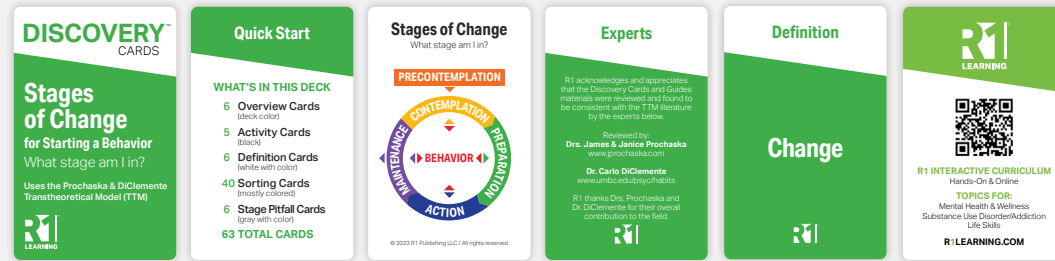 DISCOVERY™
CARDS
Stages
of Change
for Starting a Behavior
What stage am I in?
Uses the Prochaska & DiClemente
Transtheoretical Model (TTM)
R1
LEARNING
Quick Start
WHAT'S IN THIS DECK
6 Overview Cards
(deck color)
5 Activity Cards
(black)
6 Definition Cards
(white with color)
40 Sorting Cards
(mostly colored)
6 Stage Pitfall Cards
(gray with color)
63 TOTAL CARDS
Stages of Change
What stage am I in?
PRECONTEMPLATION
CONTEMPLATION
PREPARATION
ACTION
MAINTENANCE
BEHAVIOR
© 2023 R1 Publishing LLC / All rights reserved
Experts
R1 acknowledges and appreciates
that the Discovery Cards and Guides
materials were reviewed and found to
be consistent with the TTM literature
by the experts below.
Reviewed by:
Drs. James & Janice Prochaska
www.jprochaska.com
Dr. Carlo DiClemente
www.umbc.edu/psyc/habits
R1 thanks Drs. Prochaska and
Dr. DiClemente for their overall
contribution to the field.
R1
Definition
Change
R1
R1
LEARNING
R1 INTERACTIVE CURRICULUM
Hands-On & Online
TOPICS FOR:
Mental Health & Wellness
Substance Use Disorder/Addiction
Life Skills
R1LEARNING.COM